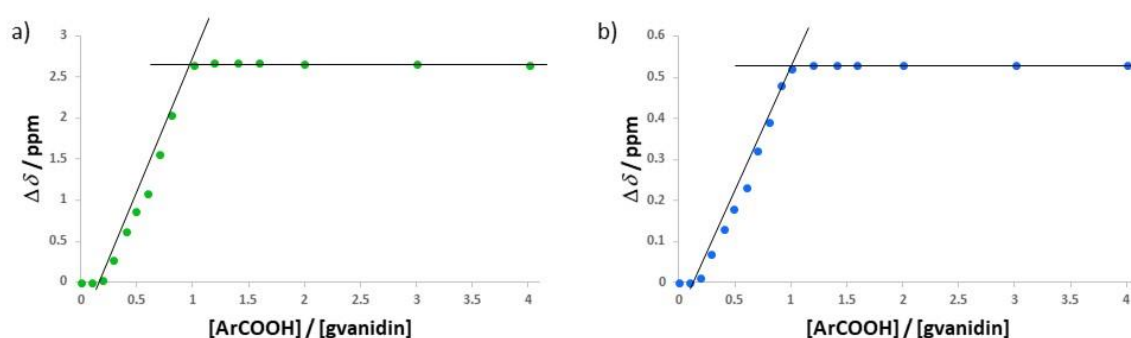 a)
Δδ / ppm
3
2.5
2
1.5
1
0.5
0
0 0.5 1 1.5 2 2.5 3 3.5 4
[ArCOOH] / [gvanidin]
b)
Δδ / ppm
0.6
0.5
0.4
0.3
0.2
0.1
0
0 0.5 1 1.5 2 2.5 3 3.5 4
[ArCOOH] / [gvanidin]